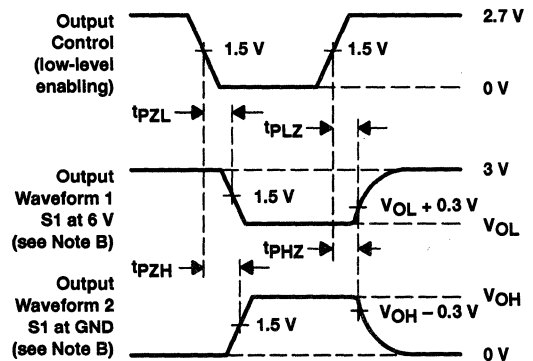 Output
Control
(low-level
enabling)
2.7 V
1.5 V
1.5 V
0 V
tPZL
tPLZ
Output
Waveform 1
S1 at 6 V
(see Note B)
3 V
1.5 V
VOL + 0.3 V
VOL
tPZH
tPHZ
Output
Waveform 2
S1 at GND
(see Note B)
VOH
1.5 V
VOH – 0.3 V
0 V